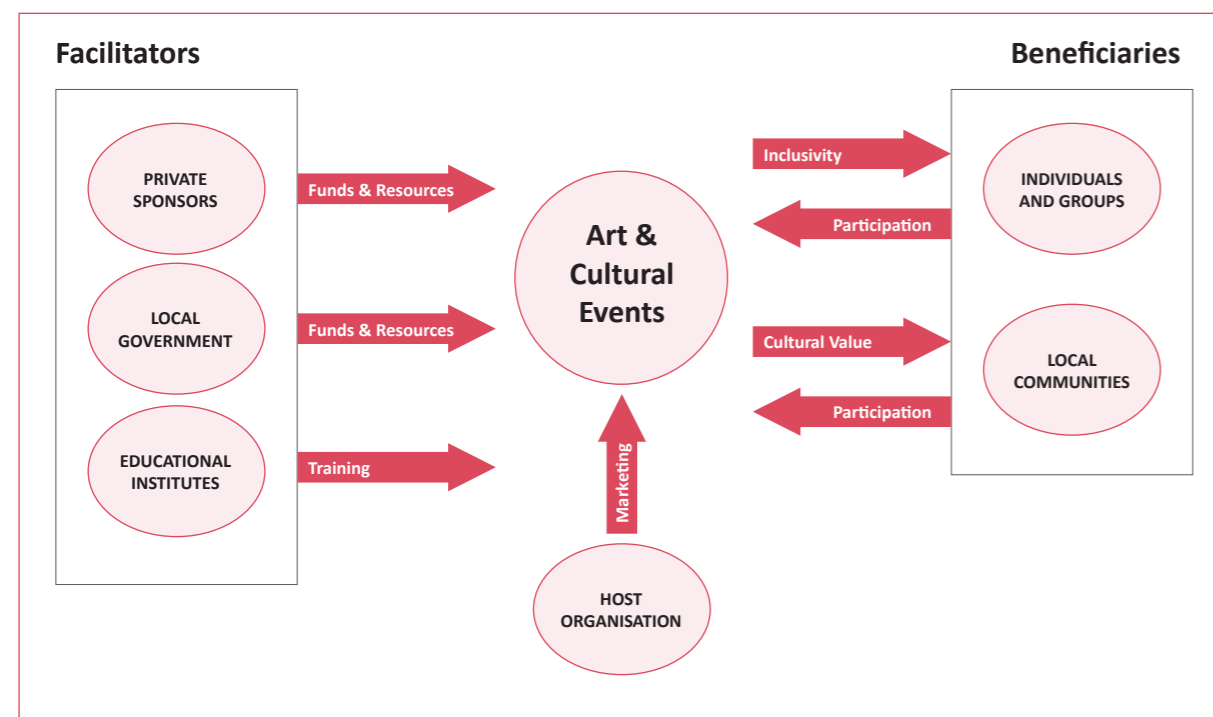 Facilitators
PRIVATE
SPONSORS
LOCAL
GOVERNMENT
EDUCATIONAL
INSTITUTES
Funds & Resources
Funds & Resources
Training
Art &
Cultural
Events
Marketing
HOST
ORGANISATION
Beneficiaries
Inclusivity
Participation
Cultural Value
Participation
INDIVIDUALS
AND GROUPS
LOCAL
COMMUNITIES